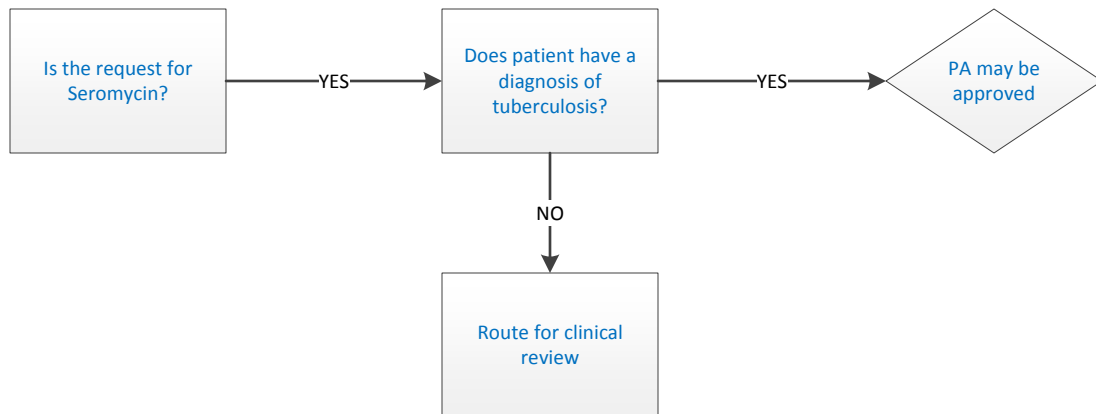 Is the request for
Seromycin?
YES
Does patient have a
diagnosis of
tuberculosis?
YES
PA may be
approved
NO
Route for clinical
review